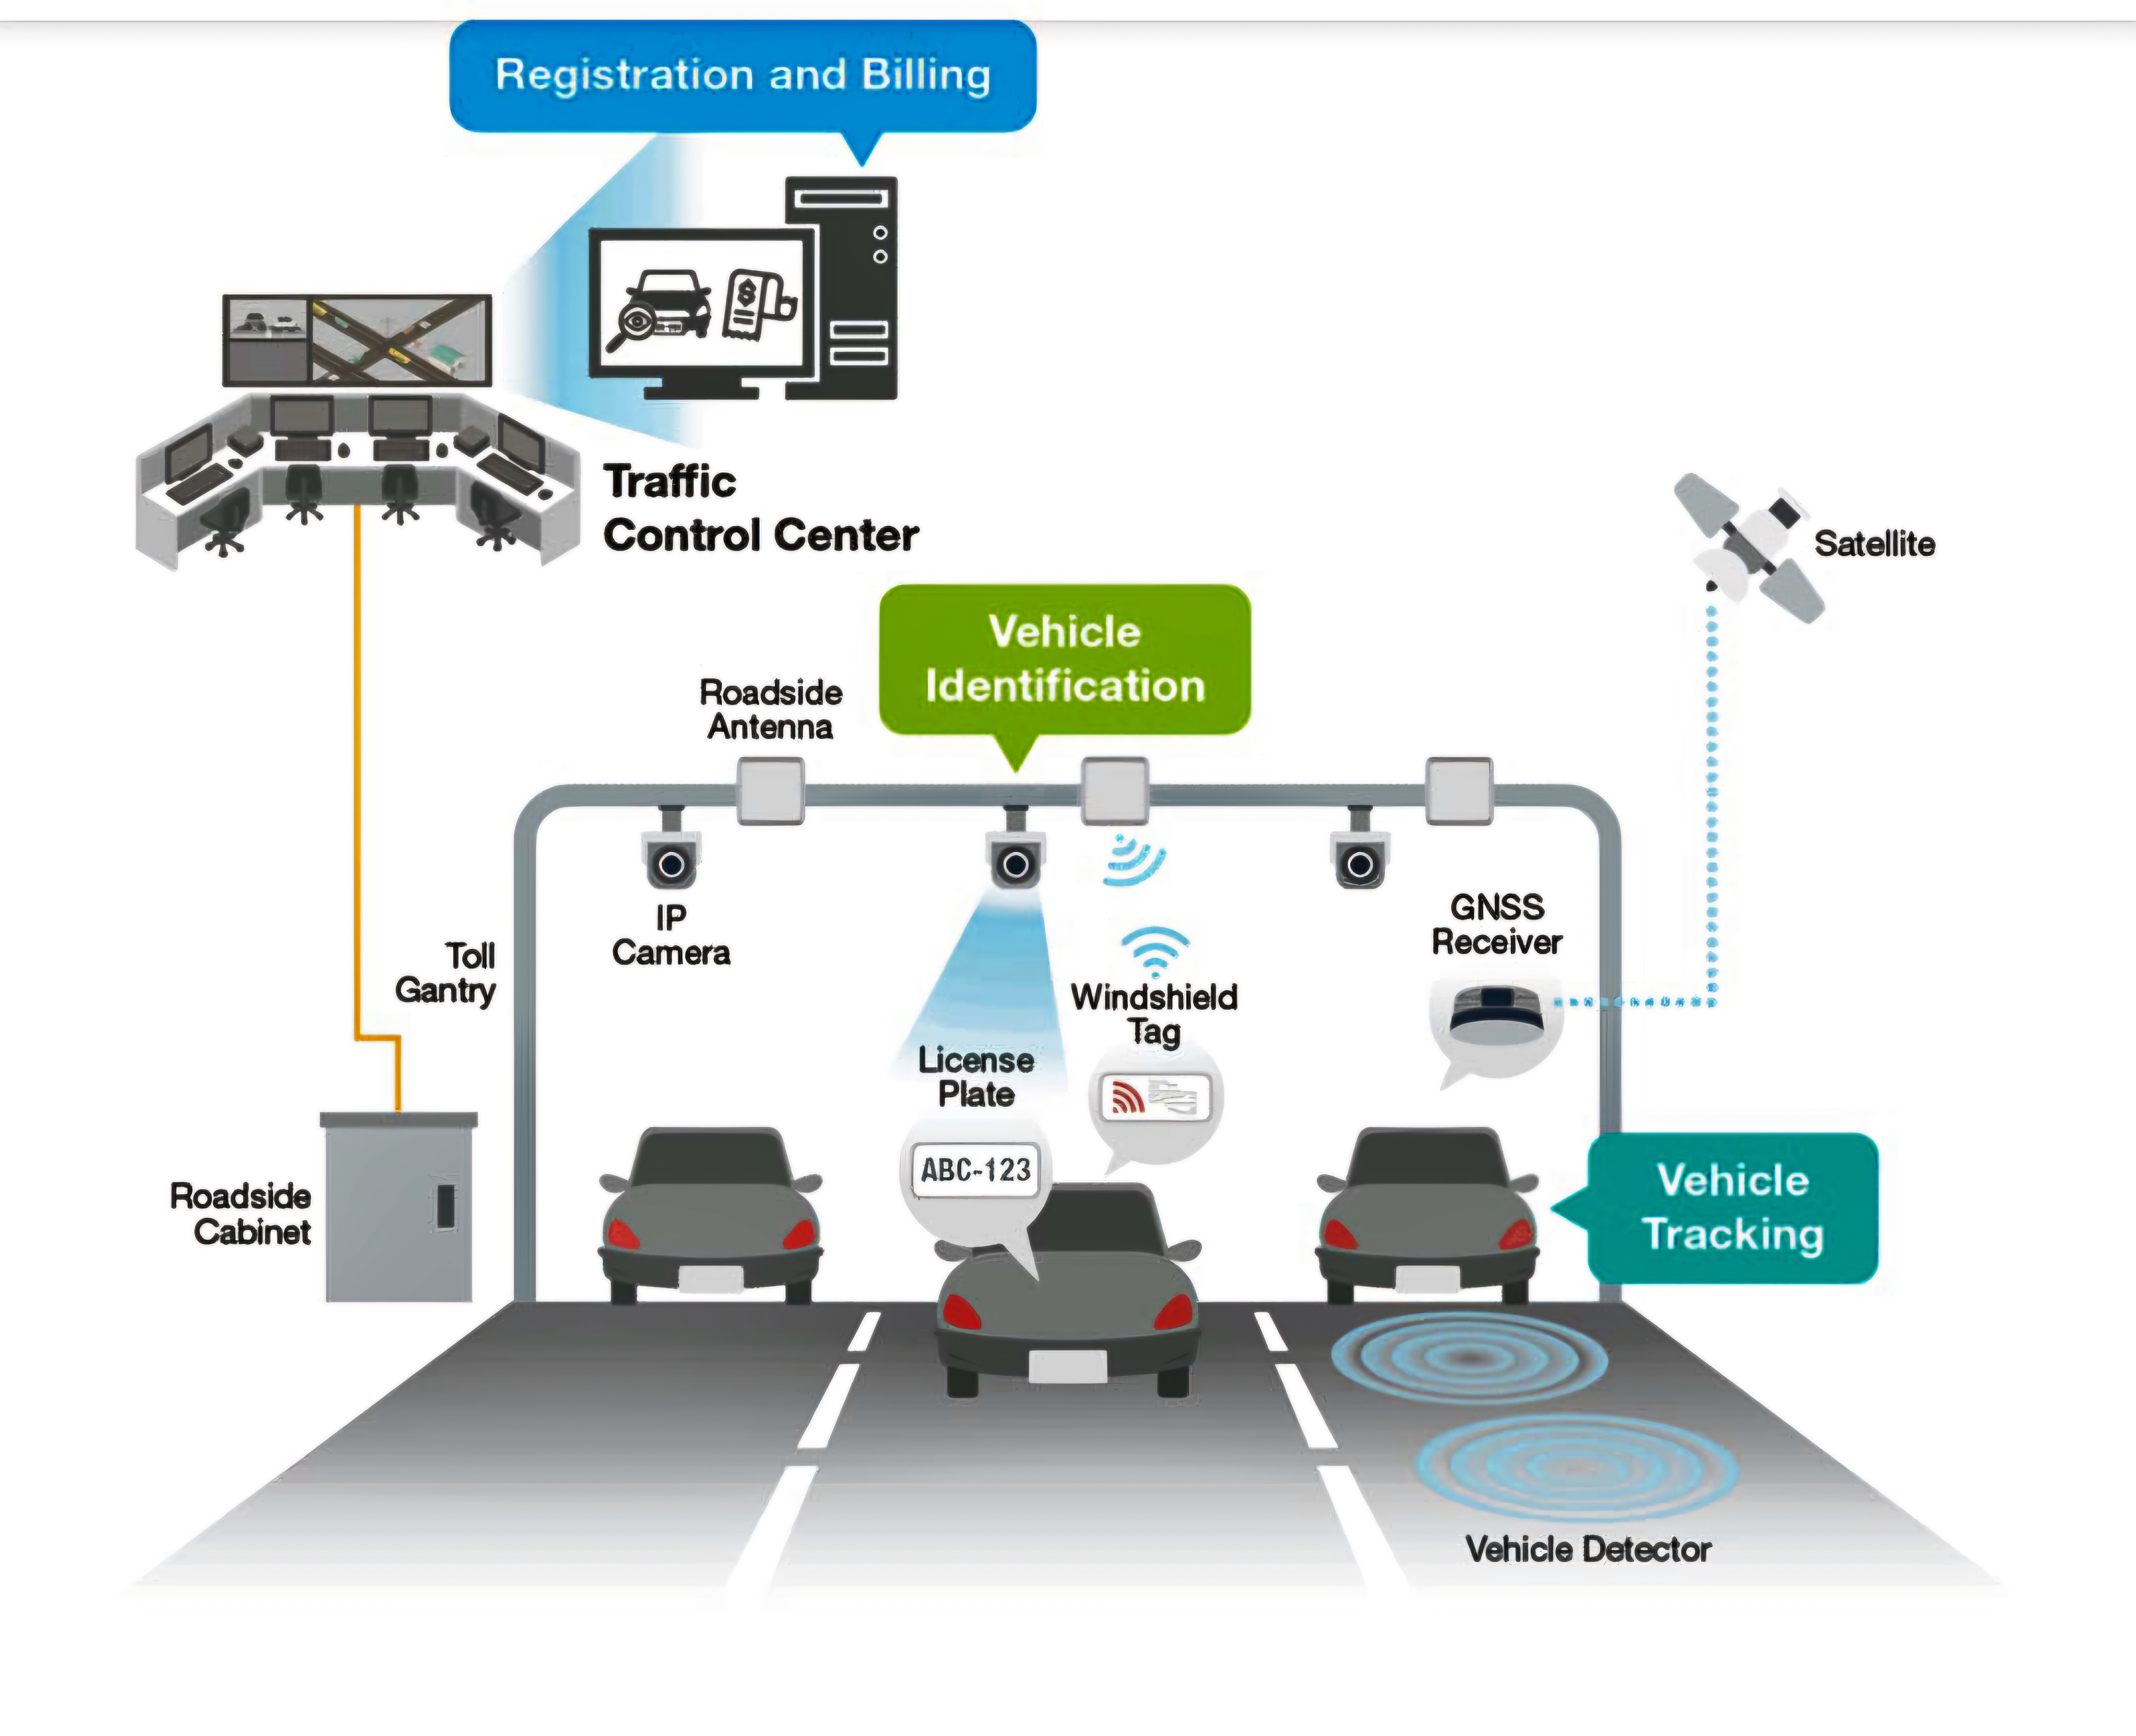 Registration and Billing
Traffic
Control Center
Satellite
Vehicle
Identification
Roadside
Antenna
IP
Camera
Toll
Gantry
GNSS
Receiver
Windshield
Tag
License
Plate
ABC-123
Roadside
Cabinet
Vehicle
Tracking
Vehicle Detector